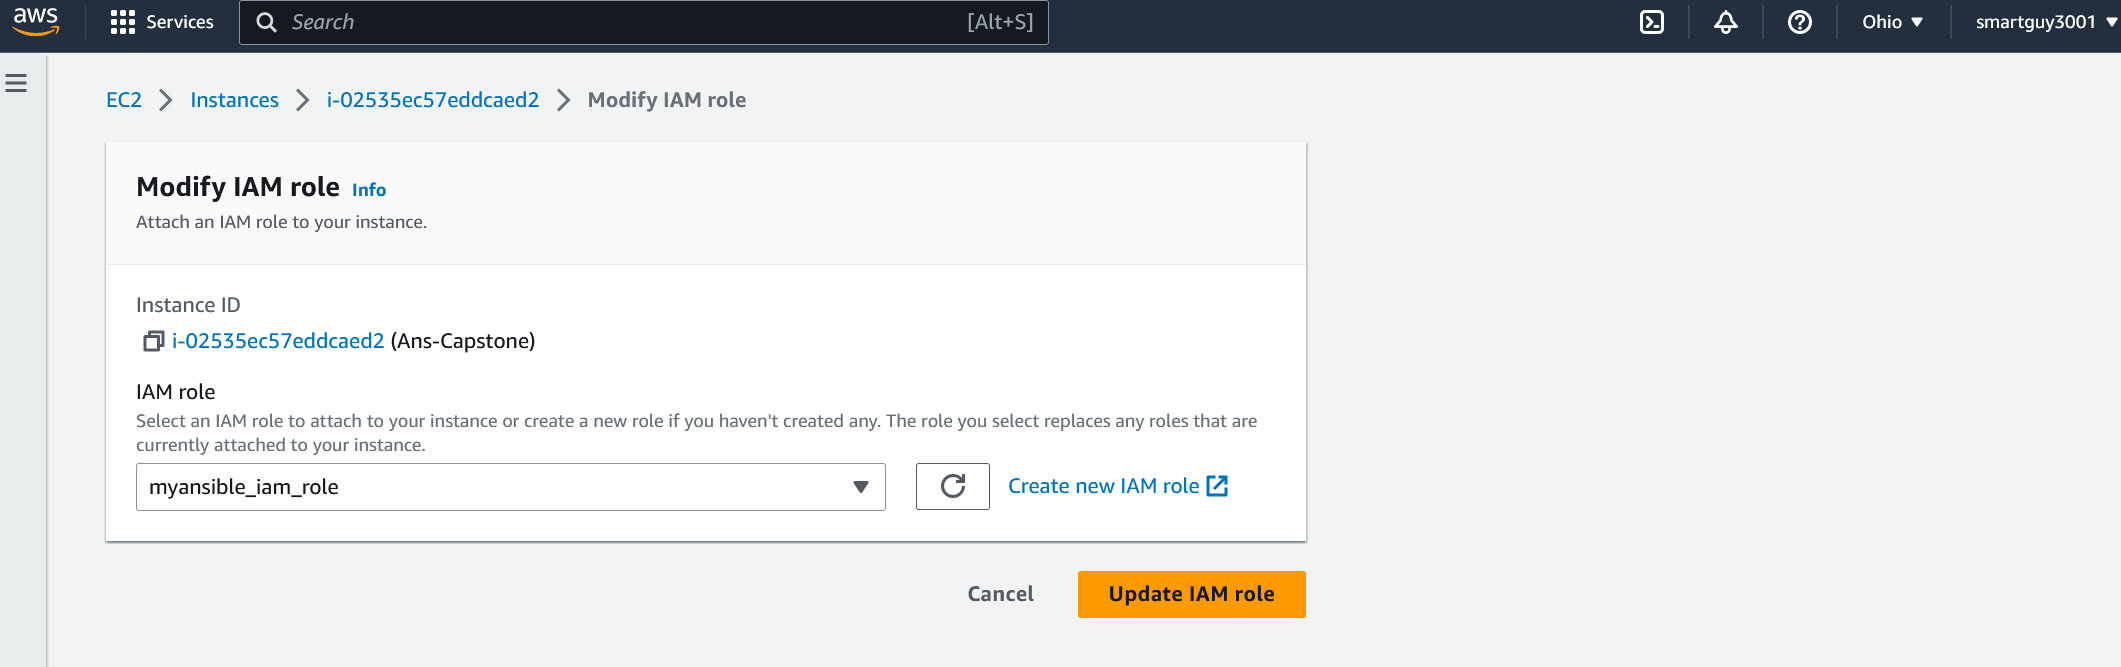 aws Services Search [Alt+S] Ohio smartguy3001
EC2 Instances i-02535ec57eddcaed2 Modify IAM role
Modify IAM role Info
Attach an IAM role to your instance.
Instance ID
i-02535ec57eddcaed2 (Ans-Capstone)
IAM role
Select an IAM role to attach to your instance or create a new role if you haven't created any. The role you select replaces any roles that are
currently attached to your instance.
myansible_iam_role Create new IAM role
Cancel Update IAM role